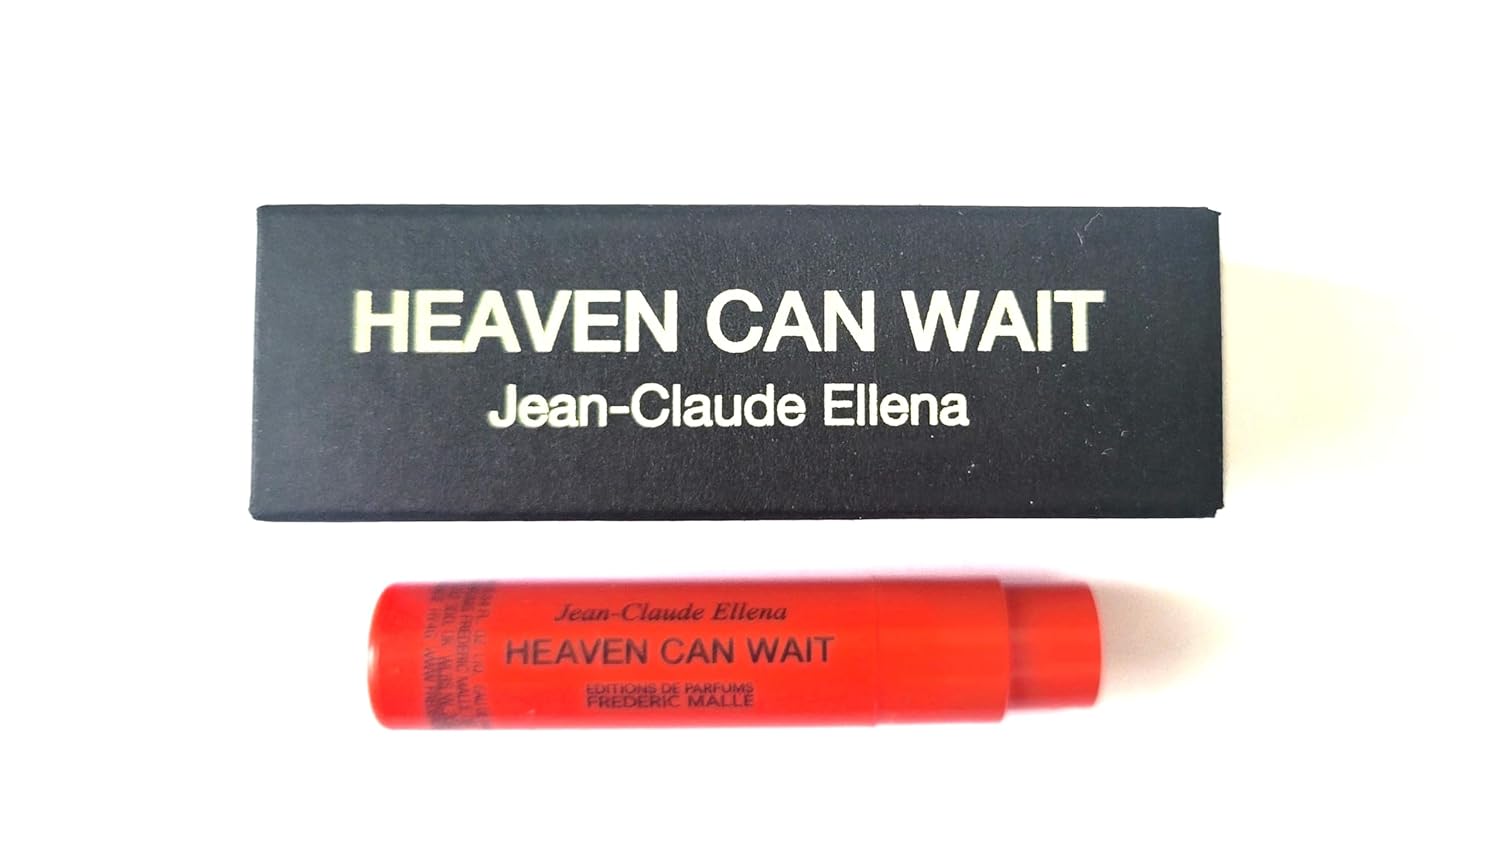 HEAVEN CAN WAIT
Jean-Claude Ellena
Jean-Claude Ellena
HEAVEN CAN WAIT
EDITIONS DE PARFUMS
FREDERIC MALLE